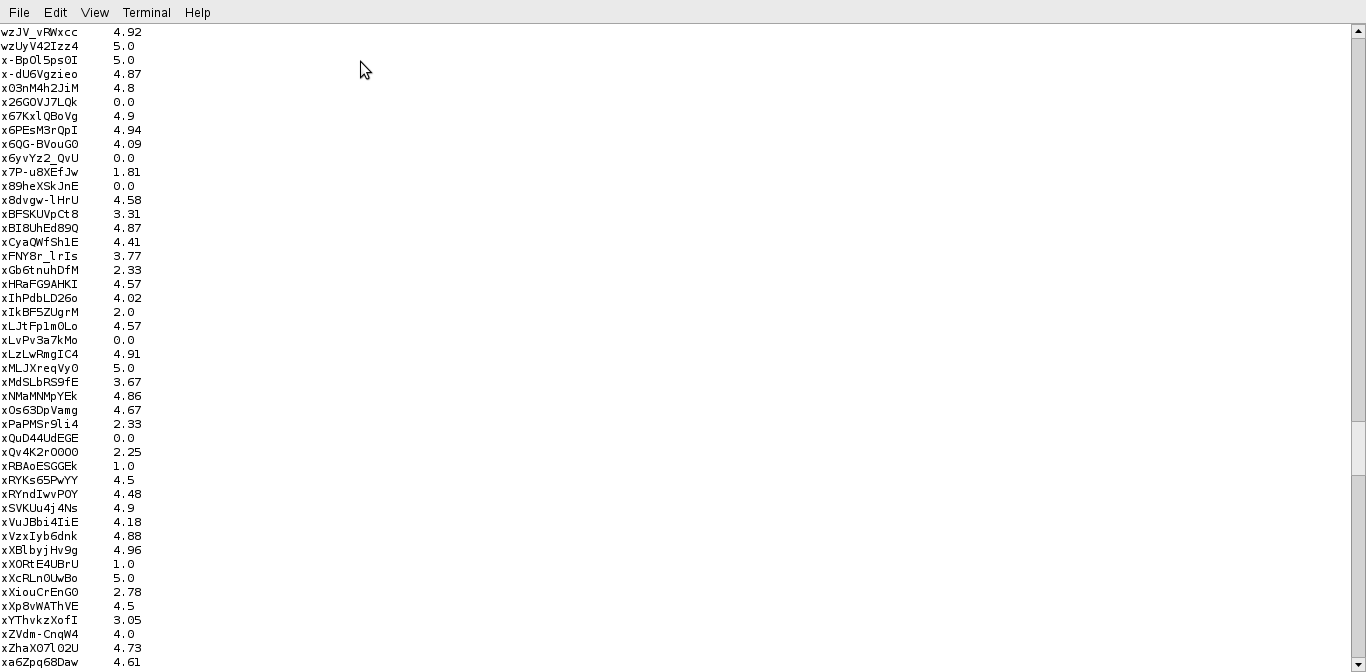 File Edit View Terminal Help
wzJV_vRWxcc 4.92
wzUyV42Izz4 5.0
x-BpOl5ps0I 5.0
x-dU6Vgzieo 4.87
x03nM4h2JiM 4.8
x26GOVJ7LQk 0.0
x67KxlQBoVg 4.9
x6PEsM3rQpI 4.94
x6QG-BVouG0 4.09
x6yvYz2_QvU 0.0
x7P-u8XEfJw 1.81
x89heXSkJnE 0.0
x8dvgw-lHrU 4.58
xBFSKUVpCt8 3.31
xBI8UhEd89Q 4.87
xCyaQWfSh1E 4.41
xFNY8r_lrIs 3.77
xGb6tnuhDfM 2.33
xHRaFG9AHKI 4.57
xIhPdbLD26o 4.02
xIkBF5ZUgrM 2.0
xLJtFp1m0Lo 4.57
xLvPv3a7kMo 0.0
xLzLwRmgIC4 4.91
xMLJXreqVy0 5.0
xMdSLbRS9fE 3.67
xNMaMNMpYEk 4.86
xOs63DpVamg 4.67
xPaPMSr9li4 2.33
xQuD44UdEGE 0.0
xQv4K2rOOOO 2.25
xRBAoESGGEk 1.0
xRYKs65PwYY 4.5
xRYndIwvPOY 4.48
xSVKUu4j4Ns 4.9
xVuJBbi4IiE 4.18
xVzxIyb6dnk 4.88
xXBlbyjHv9g 4.96
xXORtE4UBrU 1.0
xXcRLn0UwBo 5.0
xXiouCrEnG0 2.78
xXp8vWAThVE 4.5
xYThvkzXofI 3.05
xZVdm-CnqW4 4.0
xZhaX07lO2U 4.73
xa6Zpq68Daw 4.61